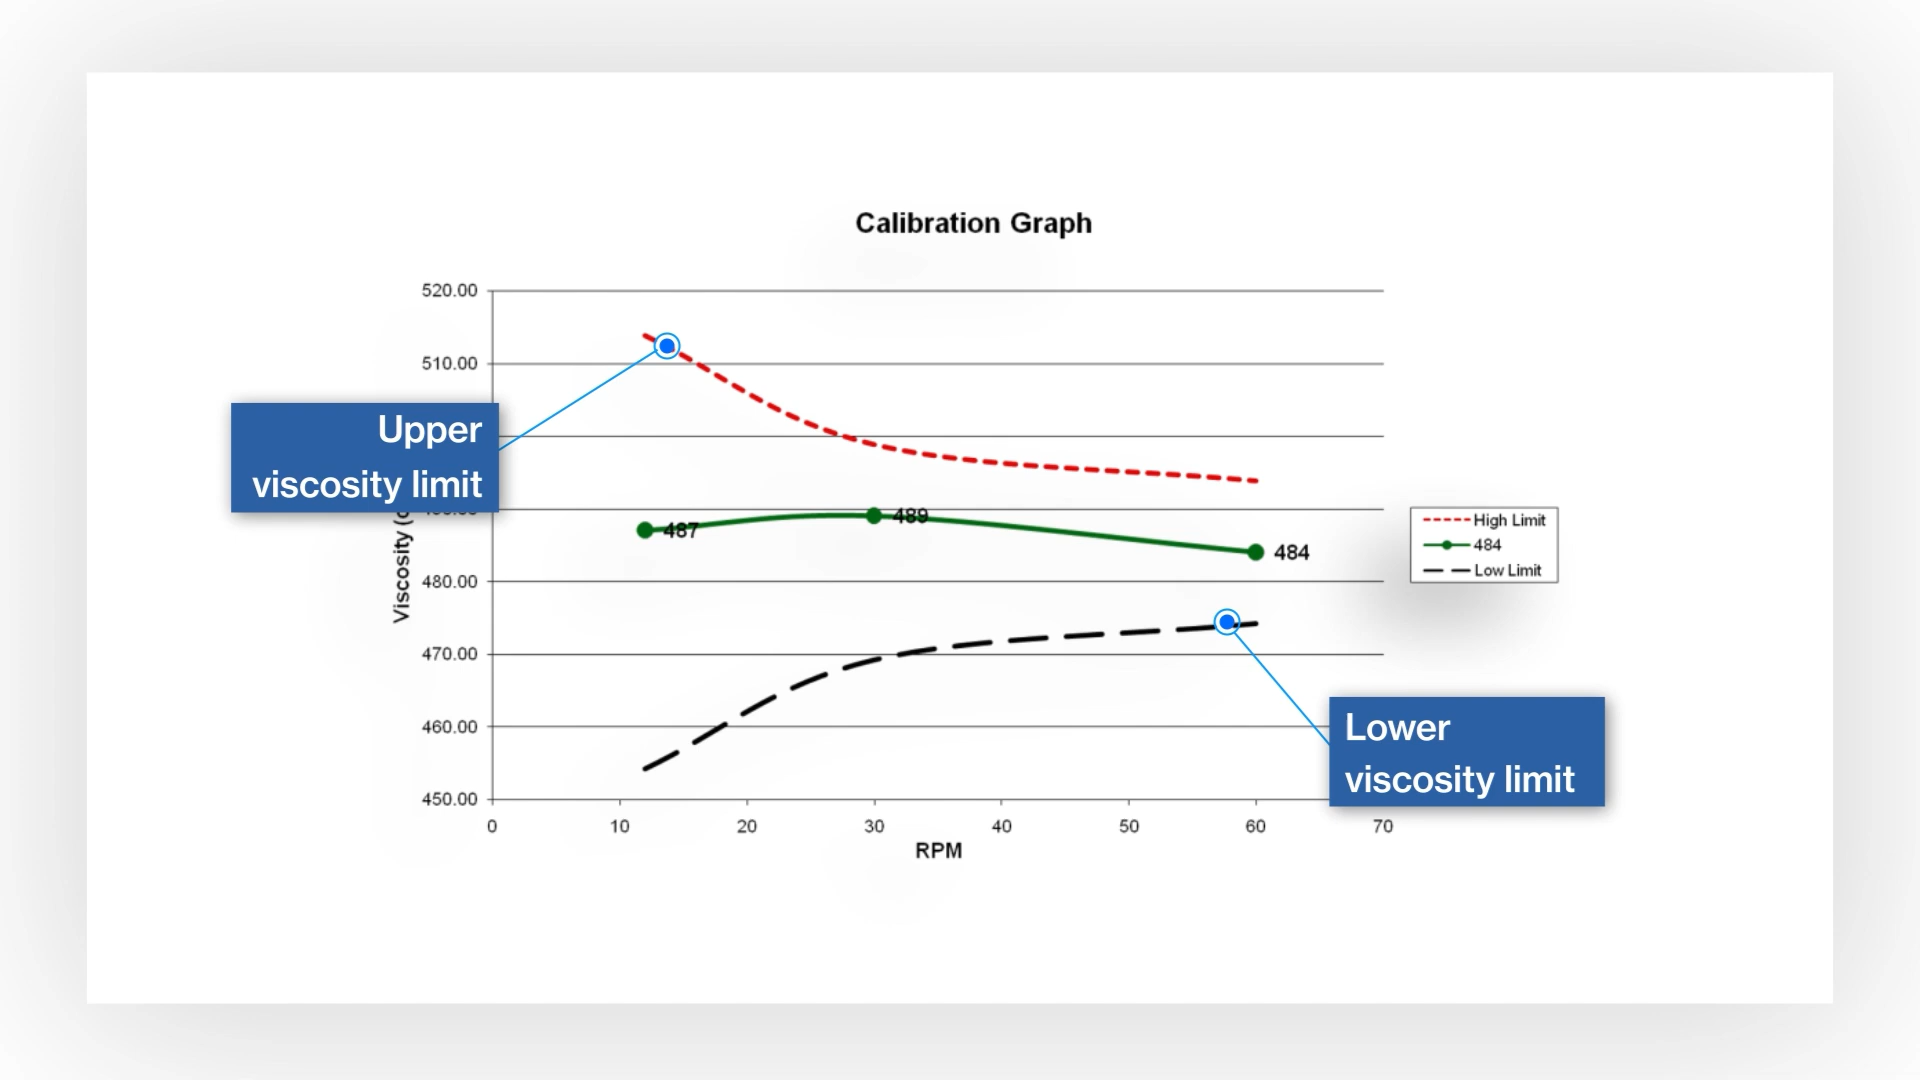 Calibration Graph
520.00
510.00
Upper
viscosity limit
Viscosity
480.00
470.00
460.00
450.00
487
489
484
High Limit
484
Low Limit
Lower
viscosity limit
0 10 20 30 40 50 60 70
RPM